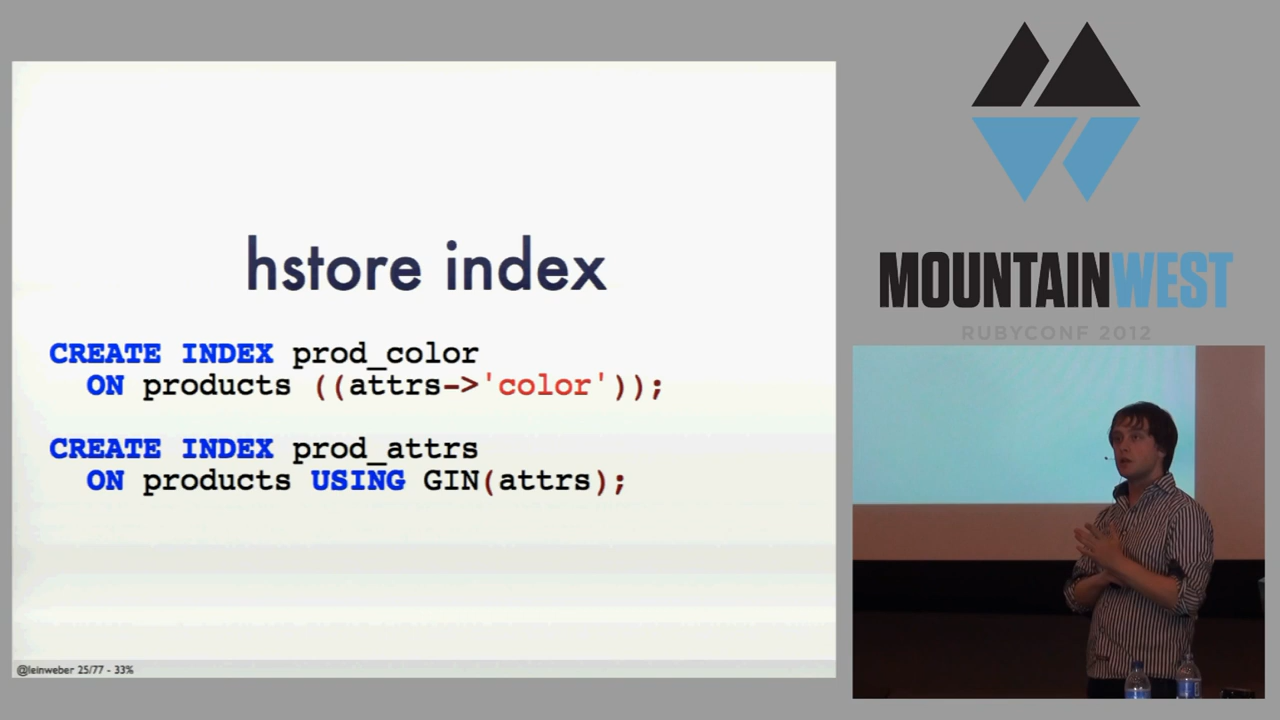 hstore index
CREATE INDEX prod_color
ON products ((attrs->'color'));
CREATE INDEX prod_attrs
ON products USING GIN(attrs);
@leinweber 25/77 - 33%
MOUNTAINWEST
RUBYCONF 2012